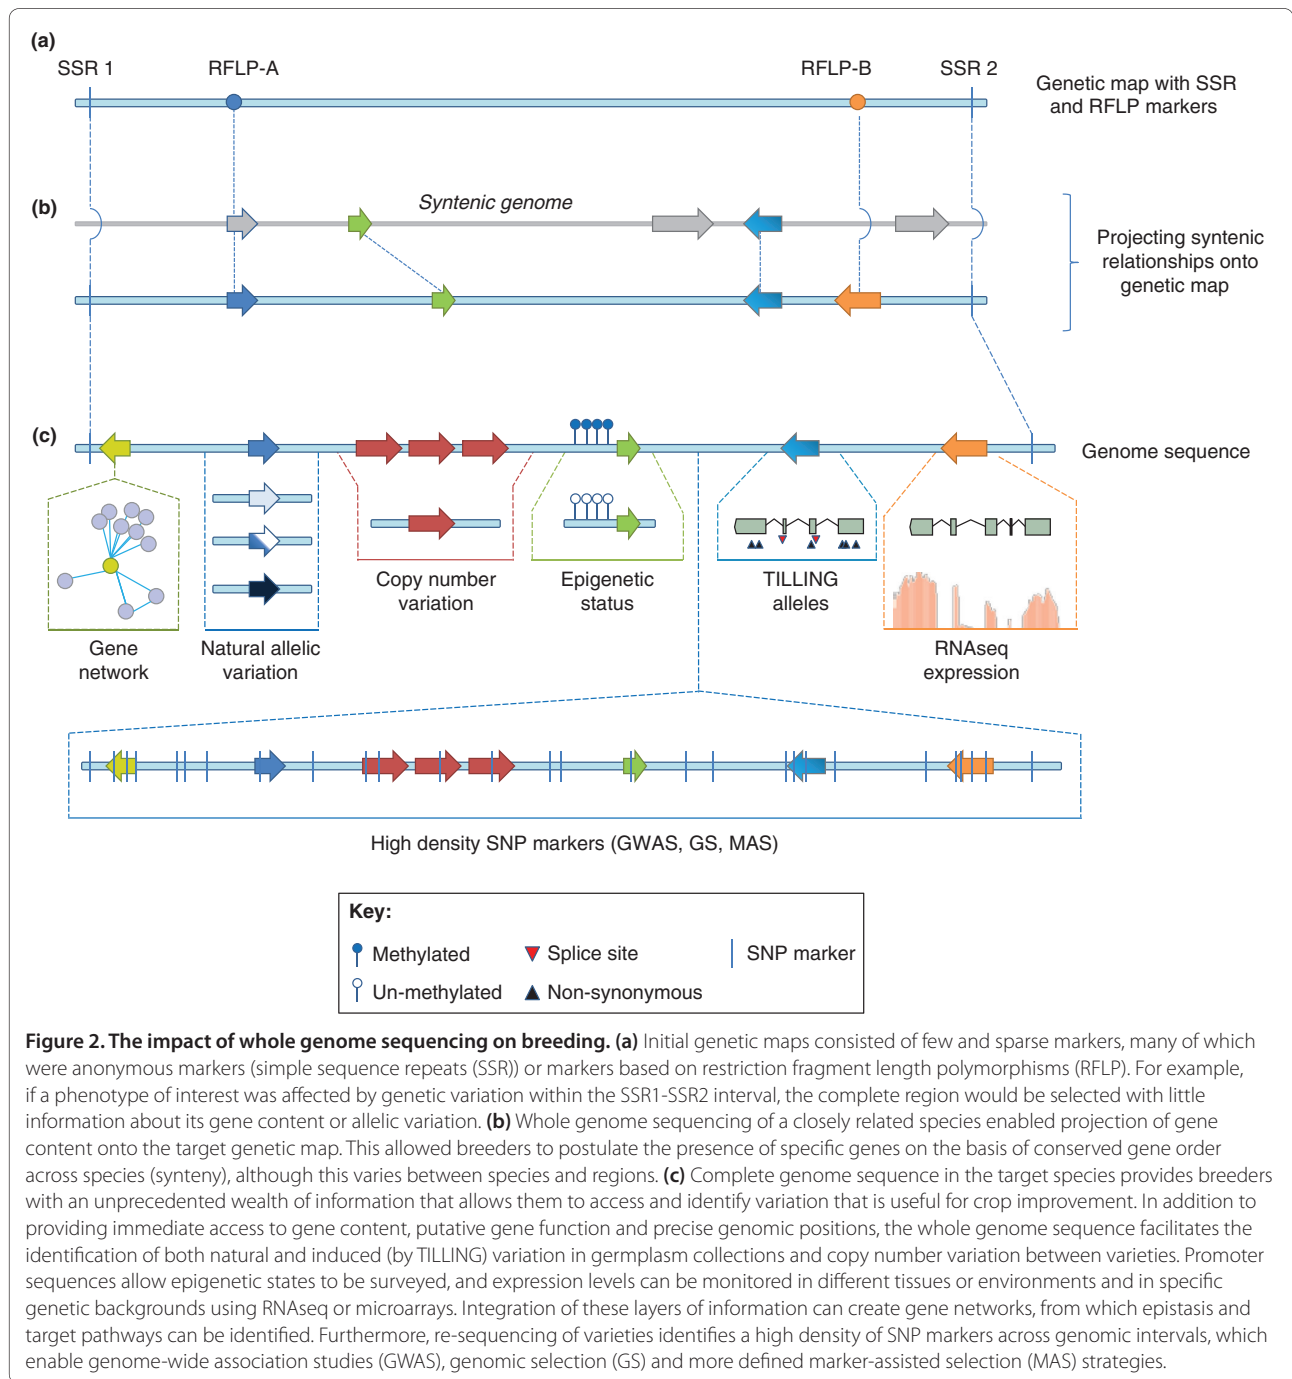 (a)
SSR 1
RFLP-A
RFLP-B
SSR 2
Genetic map with SSR
and RFLP markers
(b)
Syntenic genome
Projecting syntenic
relationships onto
genetic map
(c)
Genome sequence
Gene
network
Natural allelic
variation
Copy number
variation
Epigenetic
status
TILLING
alleles
RNAseq
expression
High density SNP markers (GWAS, GS, MAS)
Key:
Methylated
Splice site
SNP marker
Un-methylated
Non-synonymous
Figure 2. The impact of whole genome sequencing on breeding. (a) Initial genetic maps consisted of few and sparse markers, many of which
were anonymous markers (simple sequence repeats (SSR)) or markers based on restriction fragment length polymorphisms (RFLP). For example,
if a phenotype of interest was affected by genetic variation within the SSR1-SSR2 interval, the complete region would be selected with little
information about its gene content or allelic variation. (b) Whole genome sequencing of a closely related species enabled projection of gene
content onto the target genetic map. This allowed breeders to postulate the presence of specific genes on the basis of conserved gene order
across species (synteny), although this varies between species and regions. (c) Complete genome sequence in the target species provides breeders
with an unprecedented wealth of information that allows them to access and identify variation that is useful for crop improvement. In addition to
providing immediate access to gene content, putative gene function and precise genomic positions, the whole genome sequence facilitates the
identification of both natural and induced (by TILLING) variation in germplasm collections and copy number variation between varieties. Promoter
sequences allow epigenetic states to be surveyed, and expression levels can be monitored in different tissues or environments and in specific
genetic backgrounds using RNAseq or microarrays. Integration of these layers of information can create gene networks, from which epistasis and
target pathways can be identified. Furthermore, re-sequencing of varieties identifies a high density of SNP markers across genomic intervals, which
enable genome-wide association studies (GWAS), genomic selection (GS) and more defined marker-assisted selection (MAS) strategies.